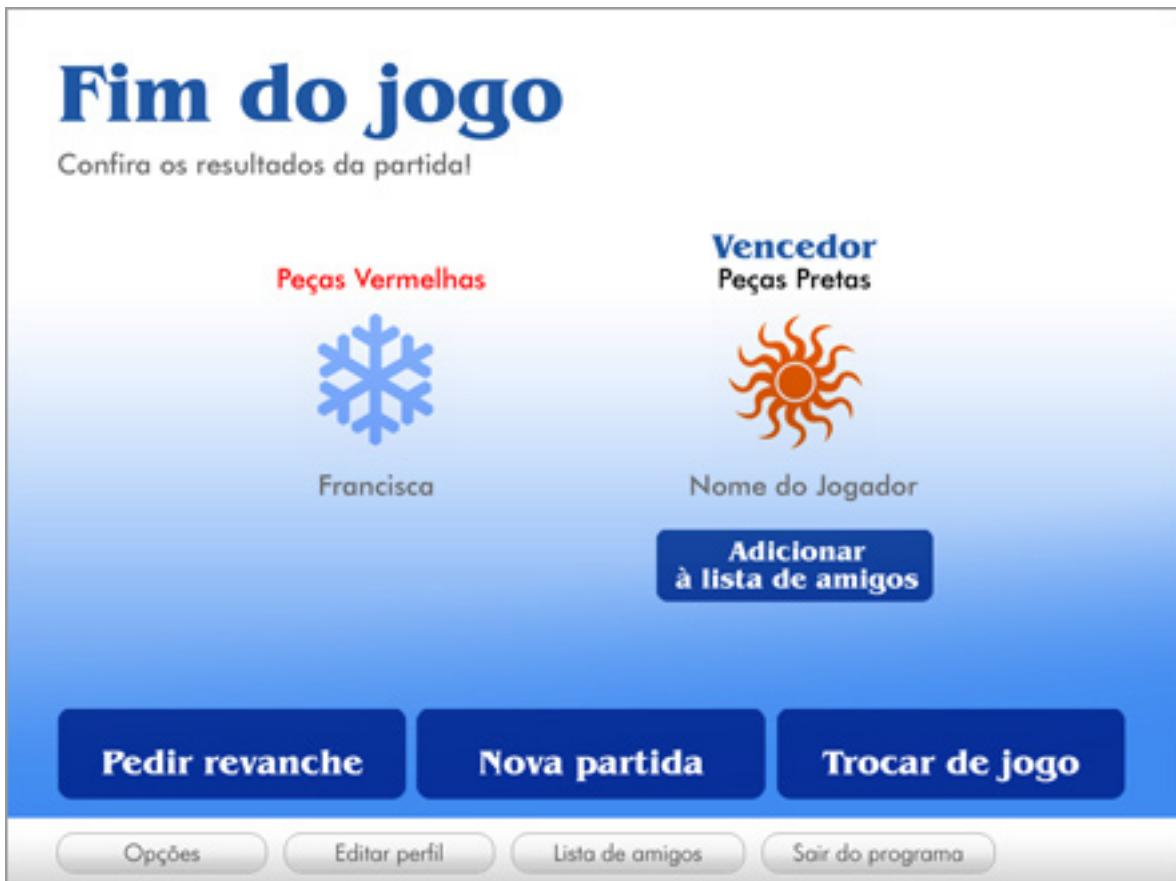 Fim do jogo
Confira os resultados da partida!
Vencedor
Peças Vermelhas
Peças Pretas
Francisca
Nome do Jogador
Adicionar
à lista de amigos
Pedir revanche
Nova partida
Trocar de jogo
Opções
Editar perfil
Lista de amigos
Sair do programa